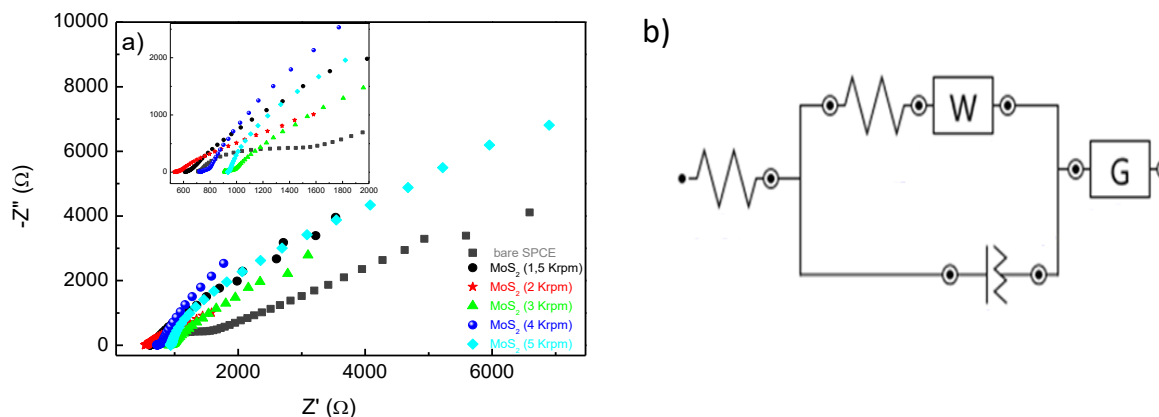 a)
10000
8000
6000
4000
2000
0
-Z'' (Ω)
2000
1000
0
600 800 1000 1200 1400 1600 1800 2000
bare SPCE
MoS₂ (1,5 Krpm)
MoS₂ (2 Krpm)
MoS₂ (3 Krpm)
MoS₂ (4 Krpm)
MoS₂ (5 Krpm)
2000 4000 6000
Z' (Ω)
b)
W
G